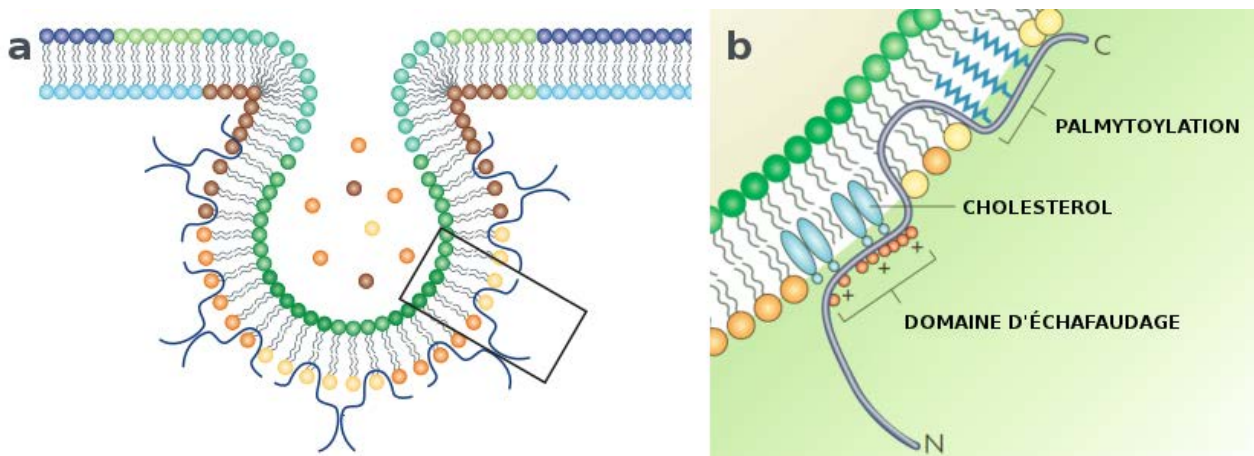 a
b
C
PALMYTOYLATION
CHOLESTEROL
+
+
+
+
DOMAINE D'ÉCHAFAUDAGE
N